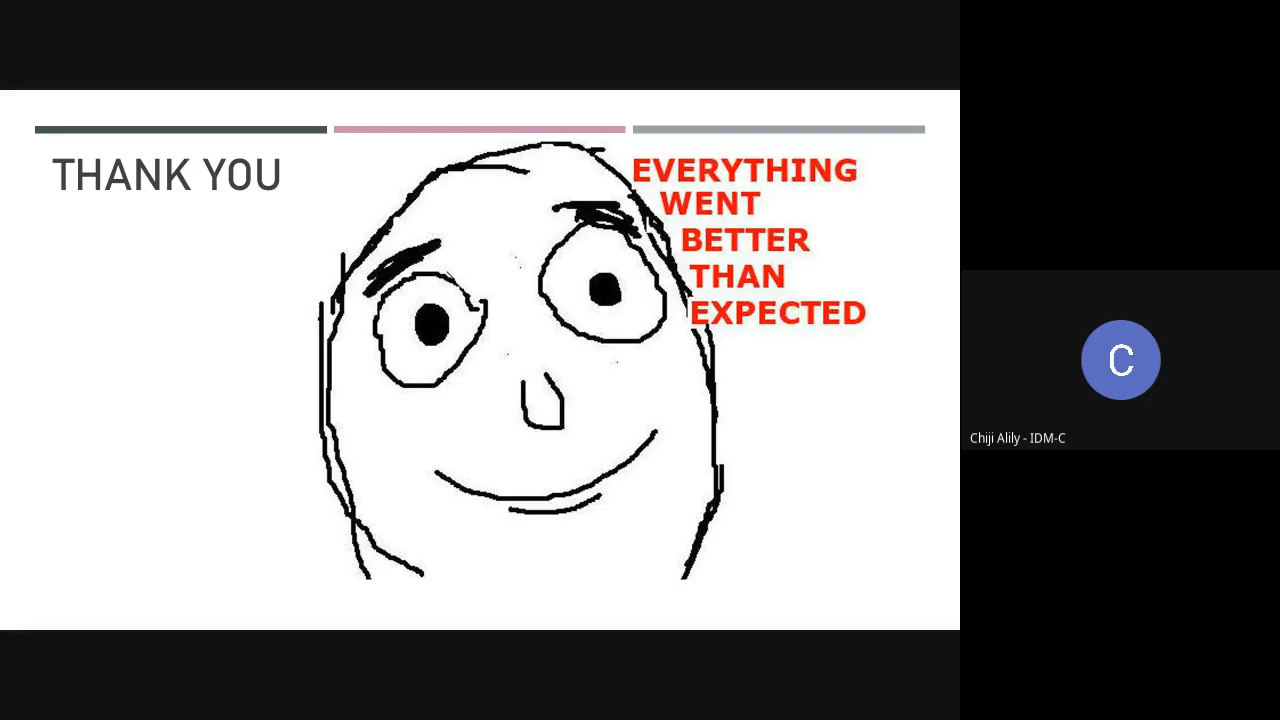 THANK YOU
EVERYTHING
WENT
BETTER
THAN
EXPECTED
C
Chiji Alily - IDM-C